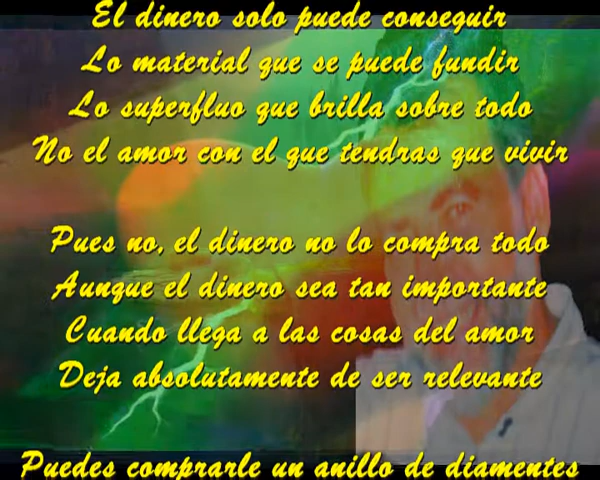 El dinero solo puede conseguir
Lo material que se puede fundir
Lo superfluo que brilla sobre todo
No el amor con el que tendras que vivir
Pues no, el dinero no lo compra todo
Aunque el dinero sea tan importante
Cuando llega a las cosas del amor
Deja absolutamente de ser relevante
Puedes comprarle un anillo de diamentes